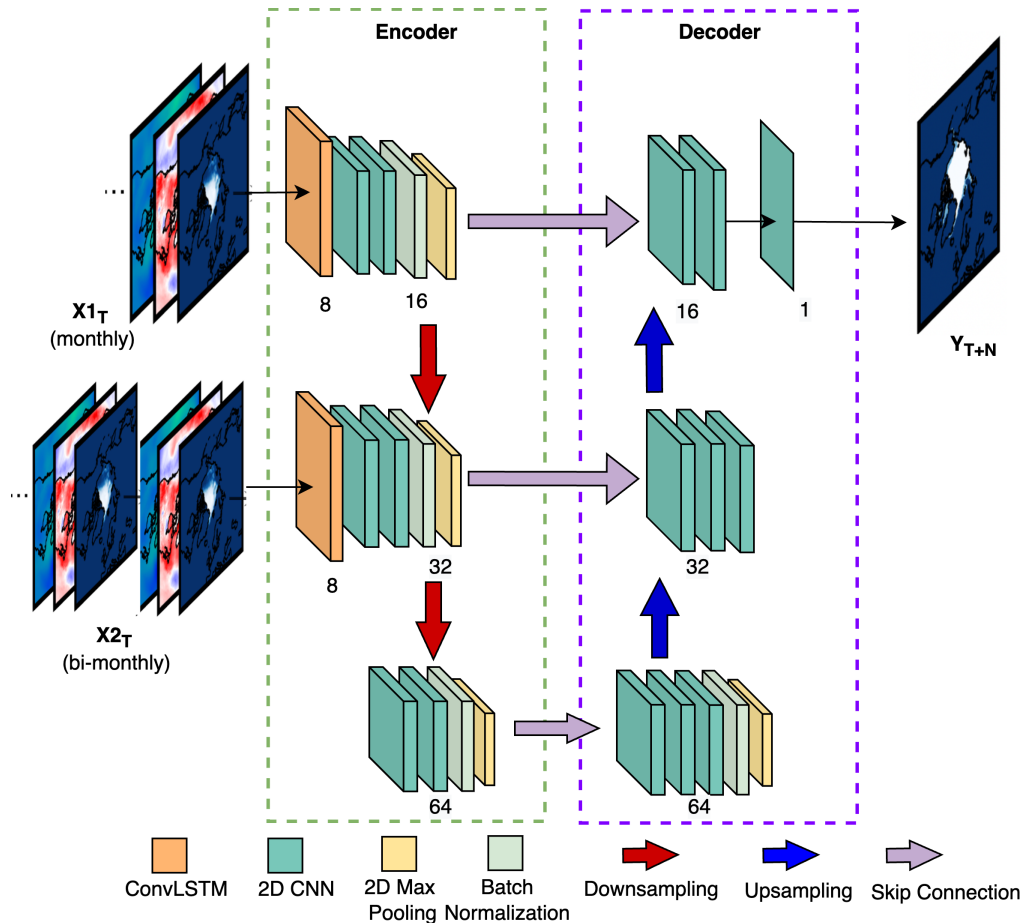 Encoder
Decoder
...
8
16
16
1
X1T
(monthly)
YT+N
...
8
32
32
X2T
(bi-monthly)
64
64
ConvLSTM
2D CNN
2D Max
Pooling
Batch
Normalization
Downsampling
Upsampling
Skip Connection